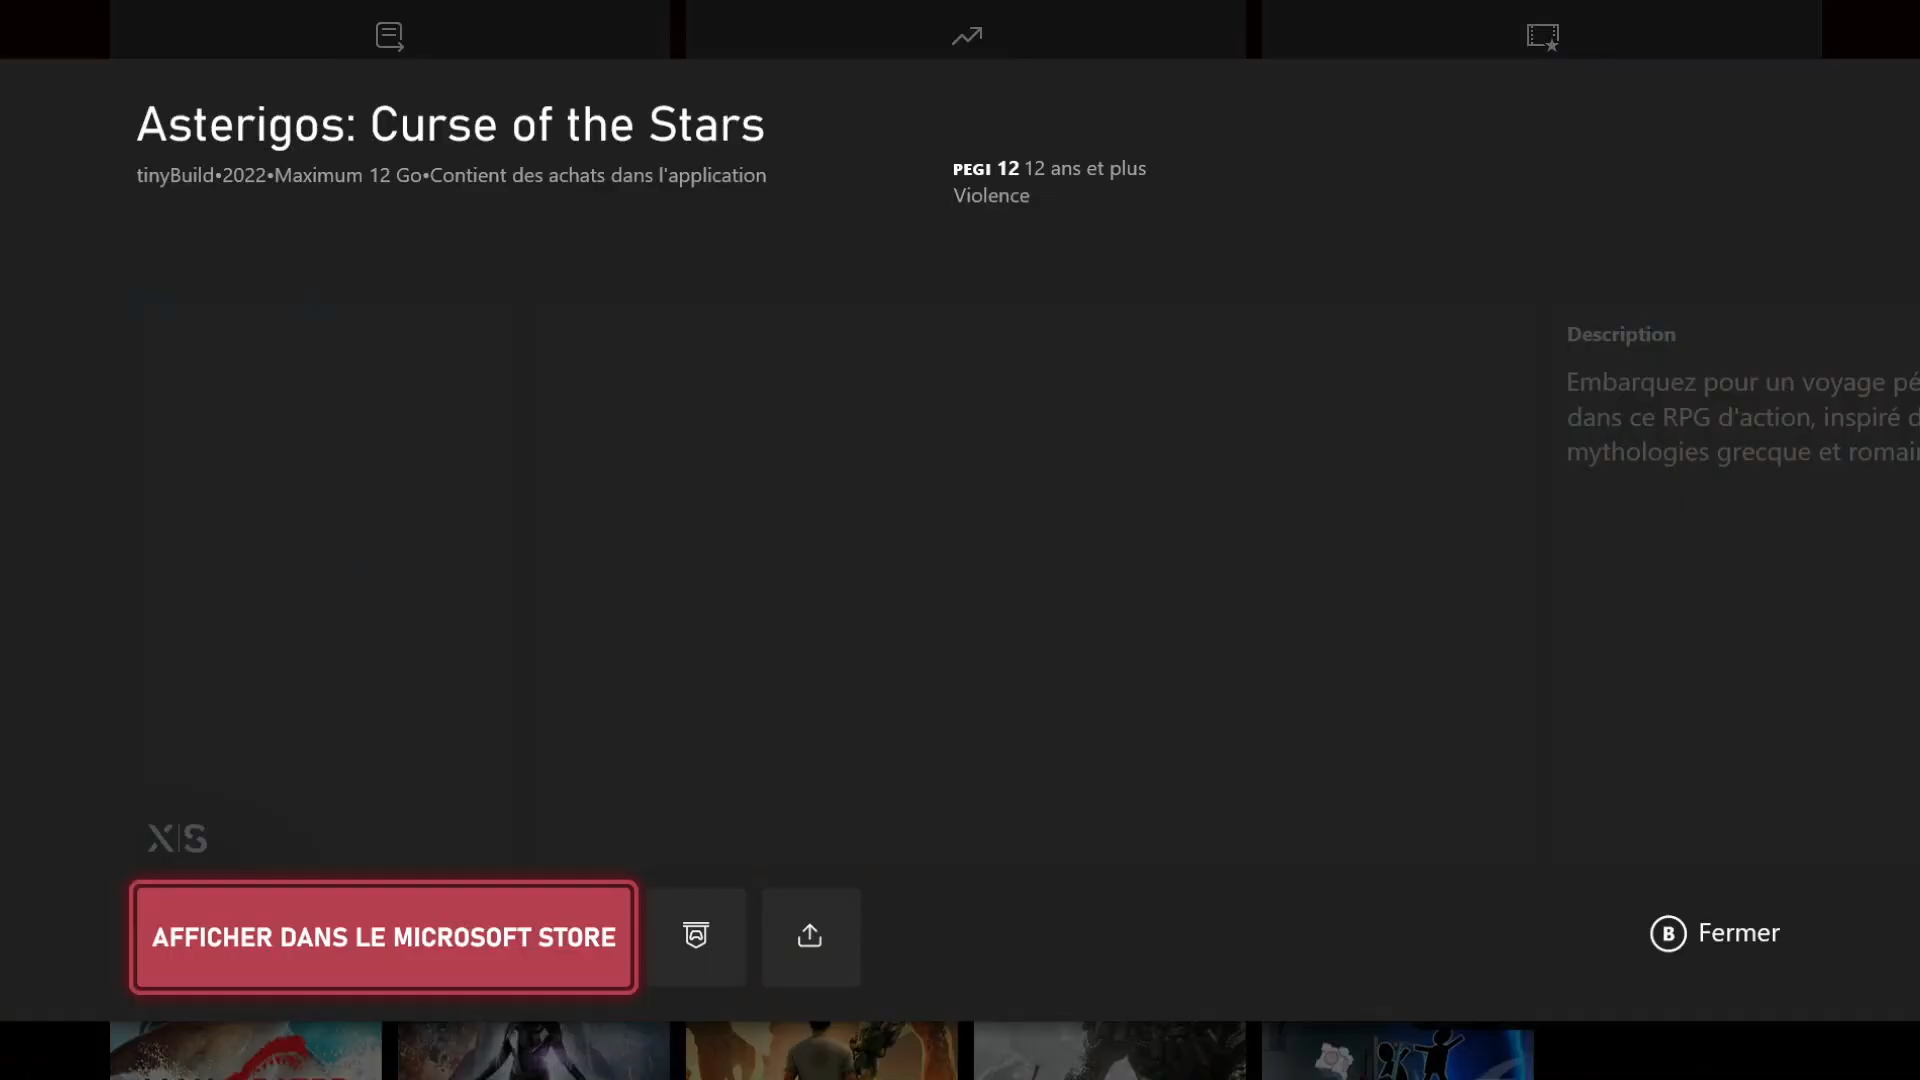 Asterigos: Curse of the Stars
tinyBuild•2022•Maximum 12 Go•Contient des achats dans l'application
PEGI 12 12 ans et plus
Violence
Description
Embarquez pour un voyage pé
dans ce RPG d'action, inspiré d
mythologies grecque et romai
X|S
AFFICHER DANS LE MICROSOFT STORE
B Fermer